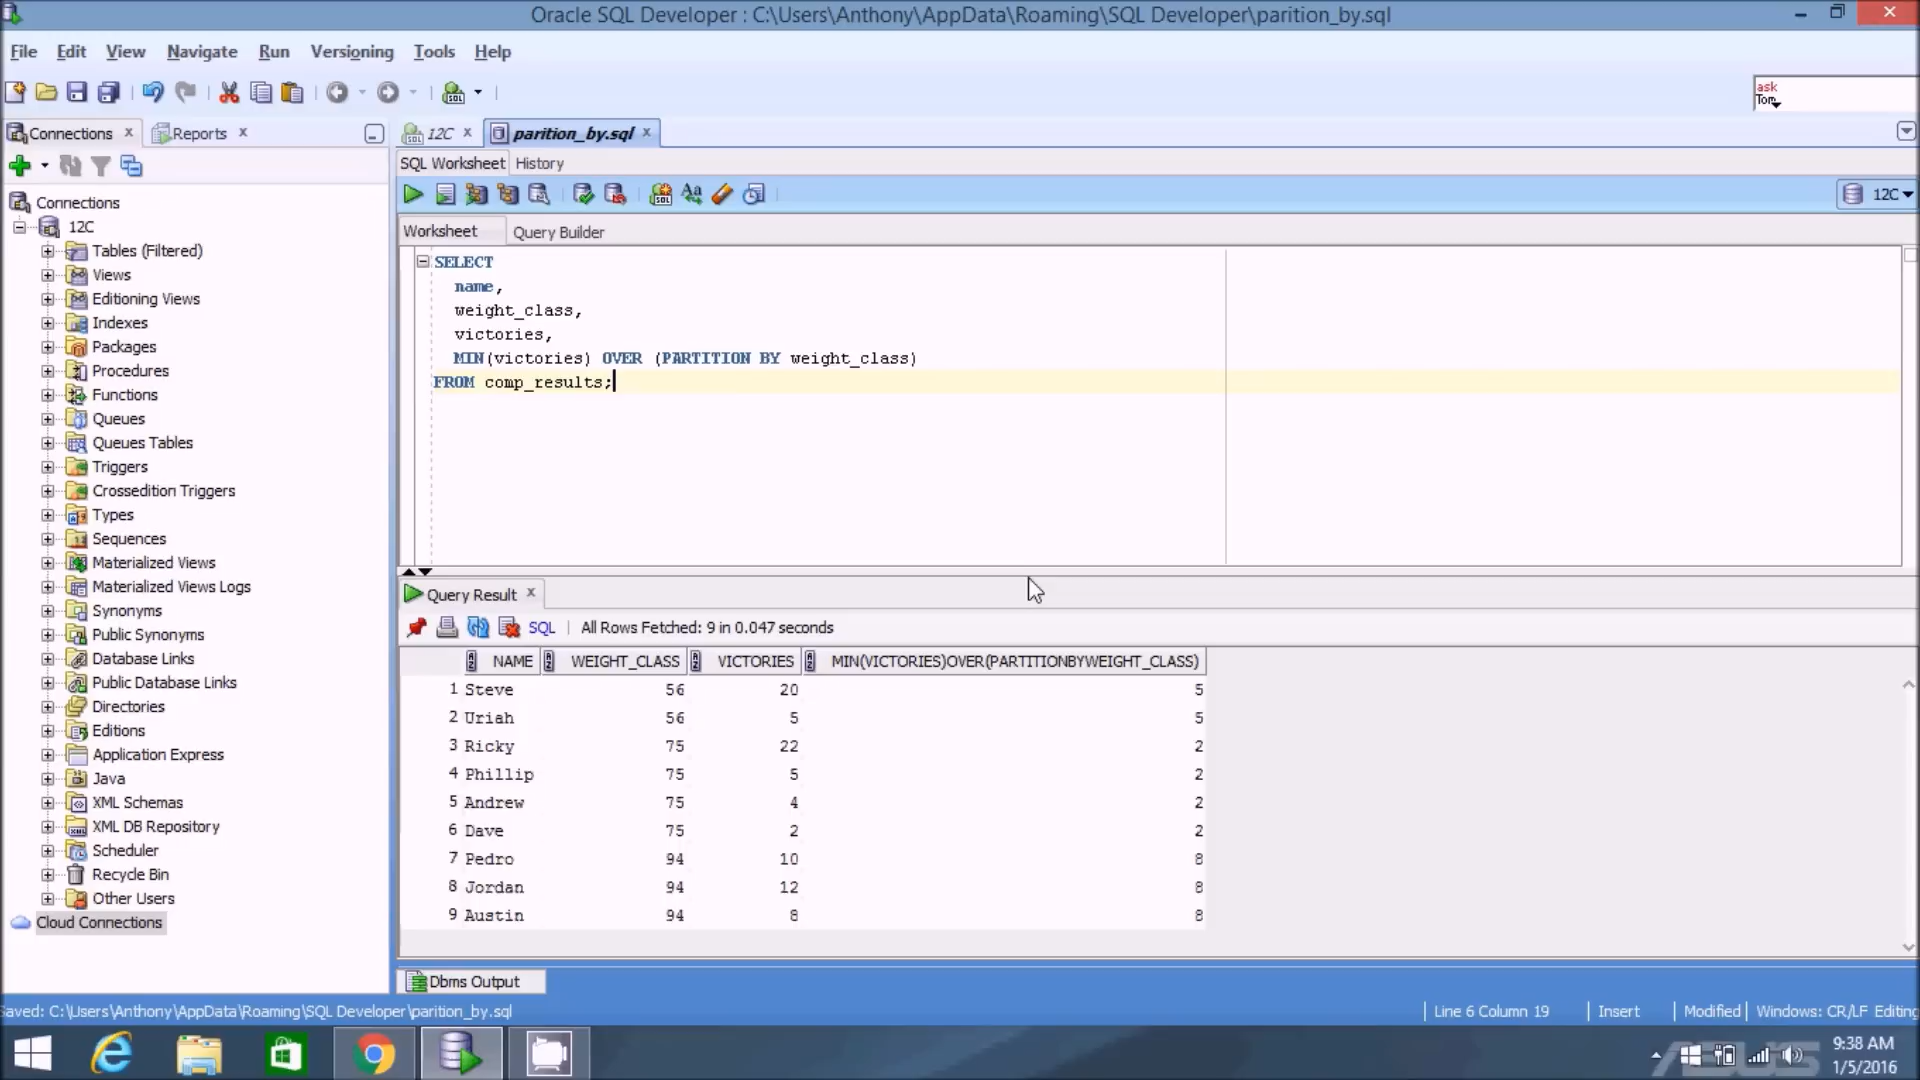 Oracle SQL Developer : C:\Users\Anthony\AppData\Roaming\SQL Developer\parition_by.sql
File Edit View Navigate Run Versioning Tools Help
ask
Tom
Connections Reports 12C parition_by.sql
SQL Worksheet History
12C
Worksheet Query Builder
Connections
12C
Tables (Filtered)
Views
Editioning Views
Indexes
Packages
Procedures
Functions
Queues
Queues Tables
Triggers
Crossedition Triggers
Types
Sequences
Materialized Views
Materialized Views Logs
Synonyms
Public Synonyms
Database Links
Public Database Links
Directories
Editions
Application Express
Java
XML Schemas
XML DB Repository
Scheduler
Recycle Bin
Other Users
Cloud Connections
SELECT
name,
weight_class,
victories,
MIN(victories) OVER (PARTITION BY weight_class)
FROM comp_results;
Query Result
SQL All Rows Fetched: 9 in 0.047 seconds
NAME WEIGHT_CLASS VICTORIES MIN(VICTORIES)OVER(PARTITIONBYWEIGHT_CLASS)
1 Steve 56 20 5
2 Uriah 56 5 5
3 Ricky 75 22 2
4 Phillip 75 5 2
5 Andrew 75 4 2
6 Dave 75 2 2
7 Pedro 94 10 8
8 Jordan 94 12 8
9 Austin 94 8 8
Dbms Output
Saved: C:\Users\Anthony\AppData\Roaming\SQL Developer\parition_by.sql
Line 6 Column 19 Insert Modified Windows: CR/LF Editing
ASUS
9:38 AM
1/5/2016